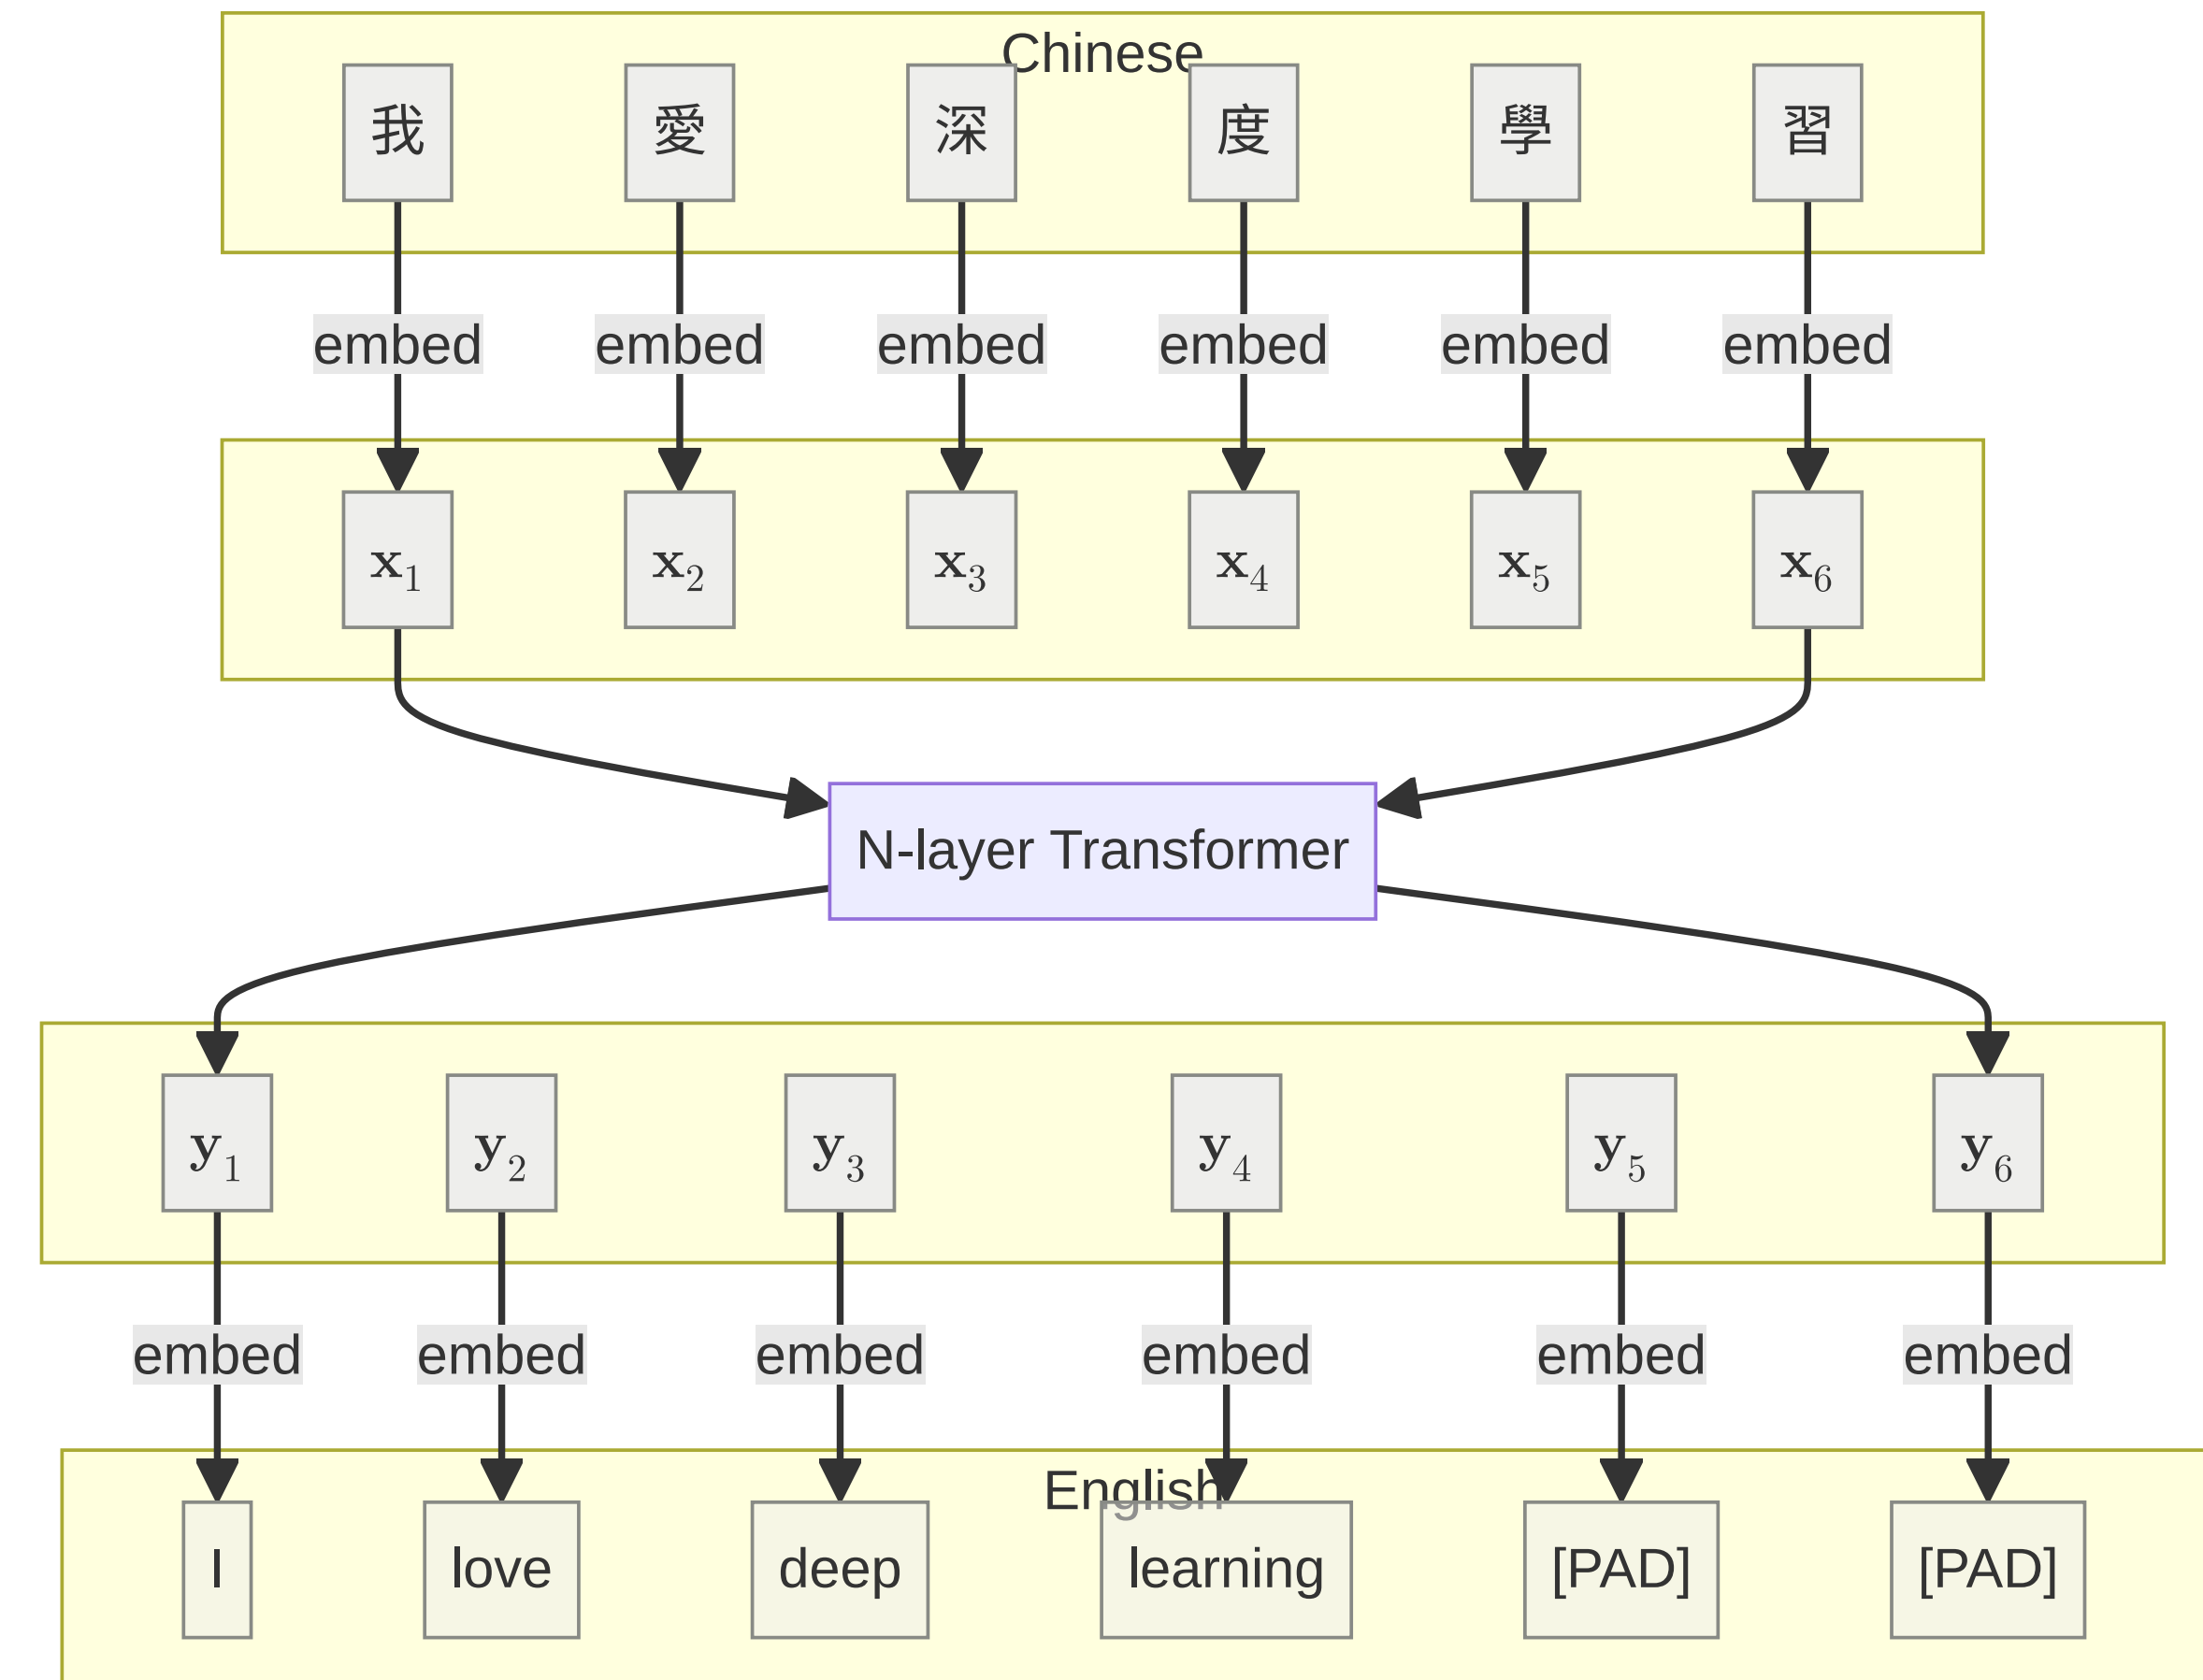 Chinese
我 愛 深 度 學 習
embed embed embed embed embed embed
x₁ x₂ x₃ x₄ x₅ x₆
N-layer Transformer
y₁ y₂ y₃ y₄ y₅ y₆
embed embed embed embed embed embed
English
I love deep learning [PAD] [PAD]